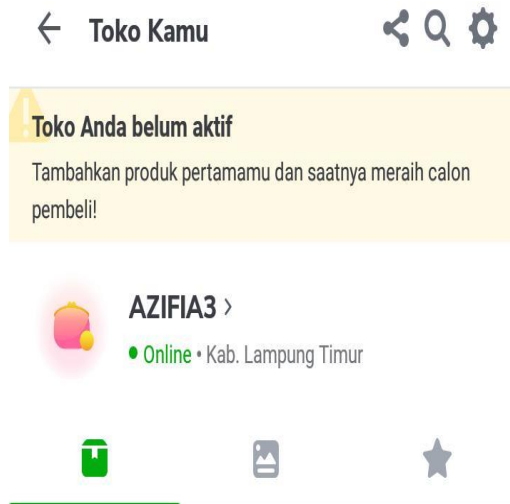 Toko Kamu
Toko Anda belum aktif
Tambahkan produk pertamamu dan saatnya meraih calon
pembeli!
AZIFIA3
• Online • Kab. Lampung Timur